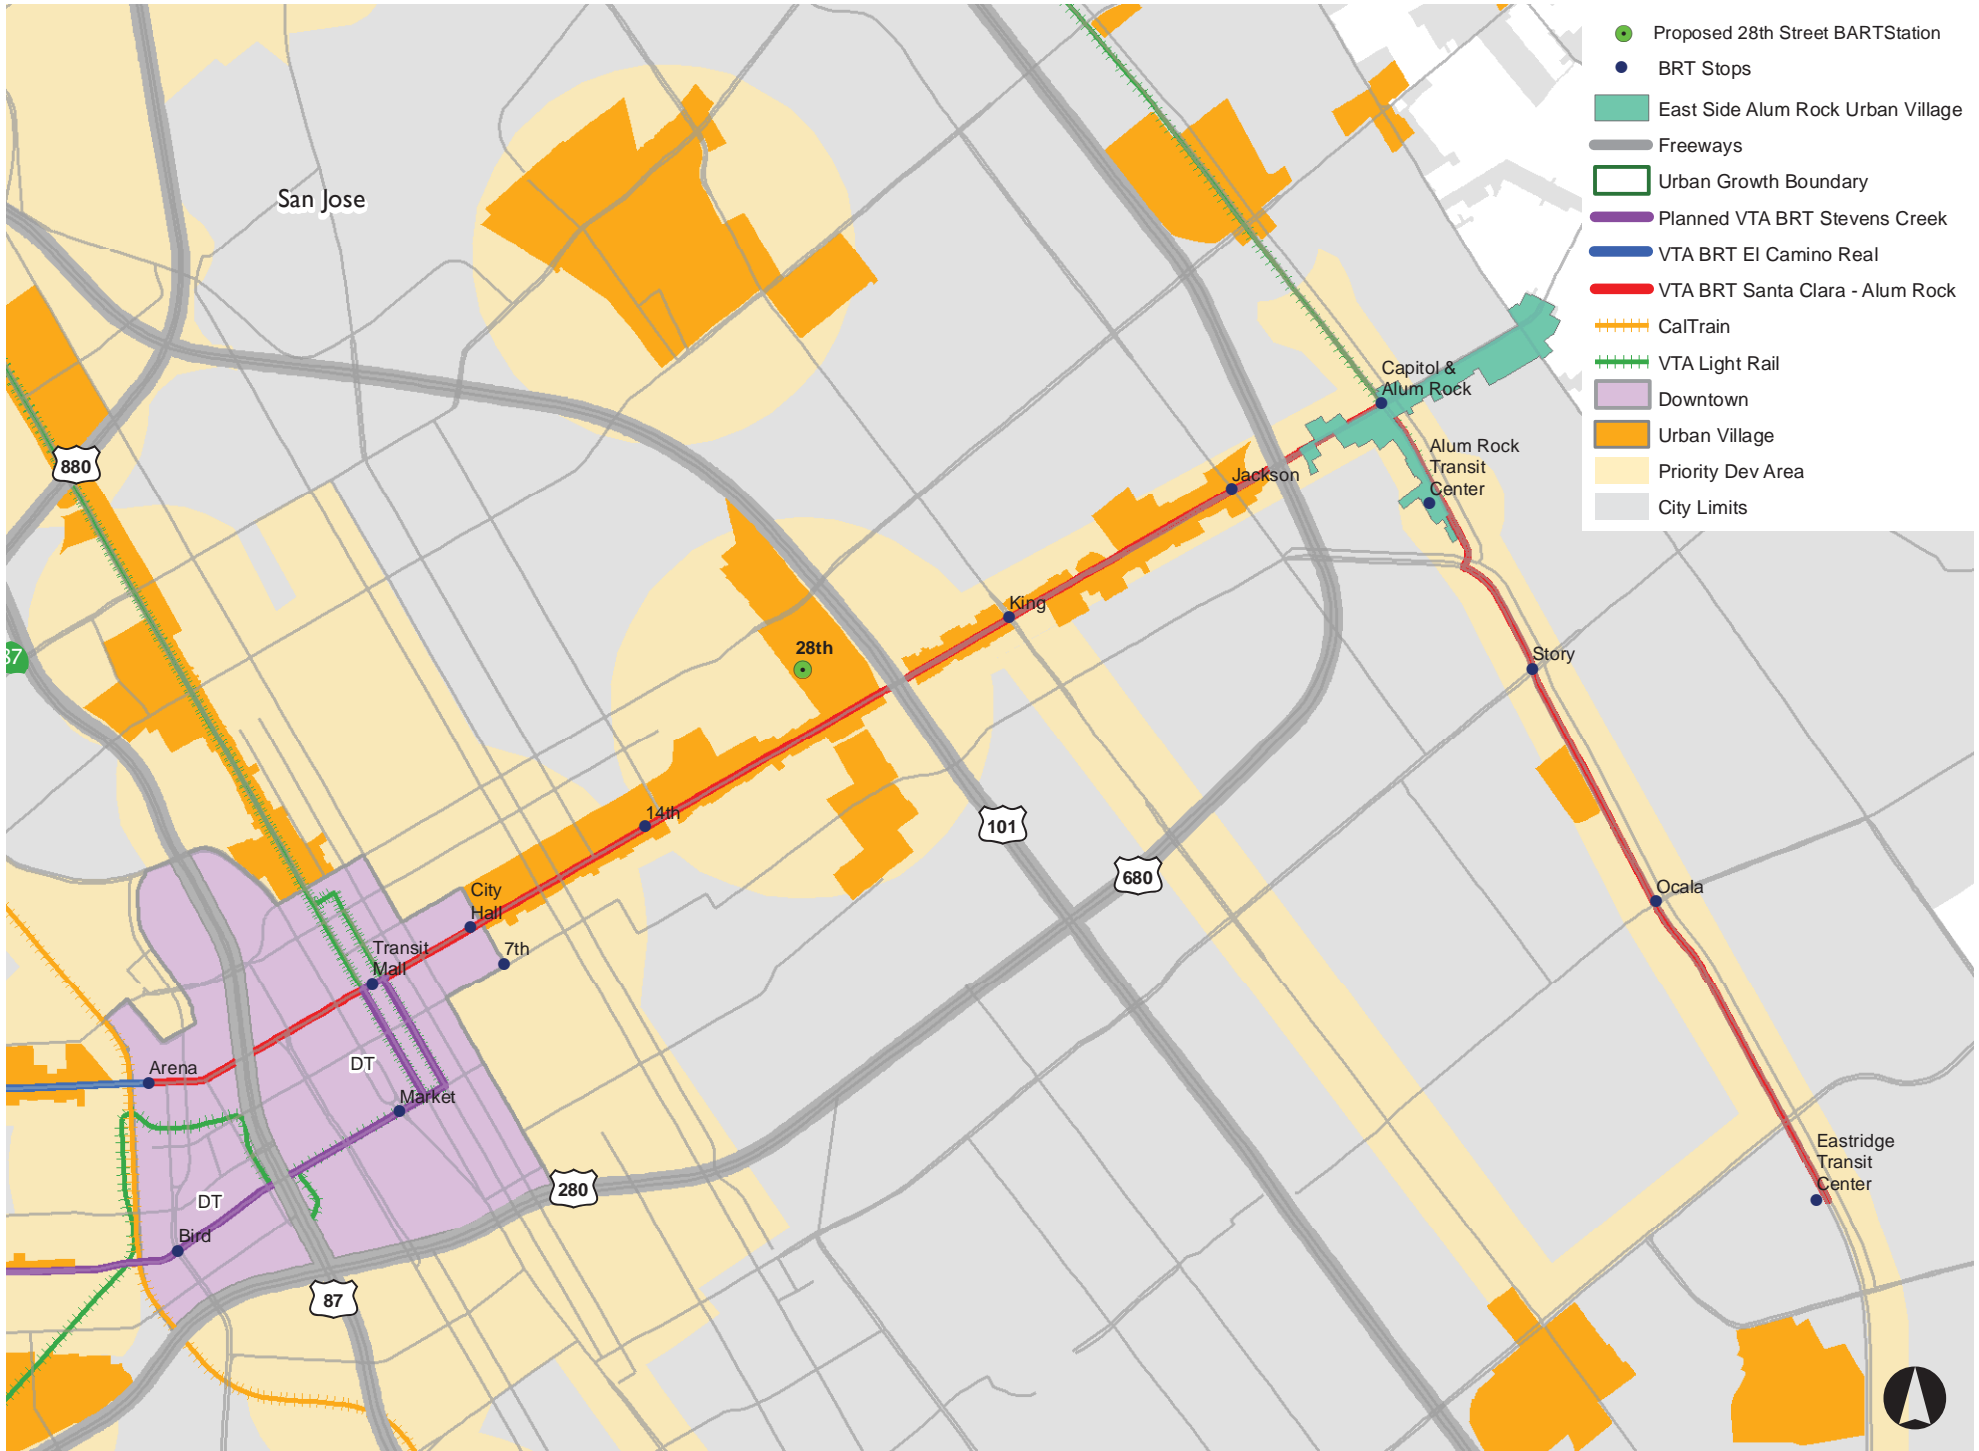 Proposed 28th Street BARTStation
BRT Stops
East Side Alum Rock Urban Village
Freeways
Urban Growth Boundary
Planned VTA BRT Stevens Creek
VTA BRT El Camino Real
VTA BRT Santa Clara - Alum Rock
CalTrain
VTA Light Rail
Downtown
Urban Village
Priority Dev Area
City Limits
San Jose
Capitol &
Alum Rock
Alum Rock
Transit
Center
Jackson
880
King
28th
87
Story
14th
101
680
City
Hall
Ocala
Transit
Mall
7th
Arena
DT
Market
Eastridge
Transit
Center
280
DT
Bird
87